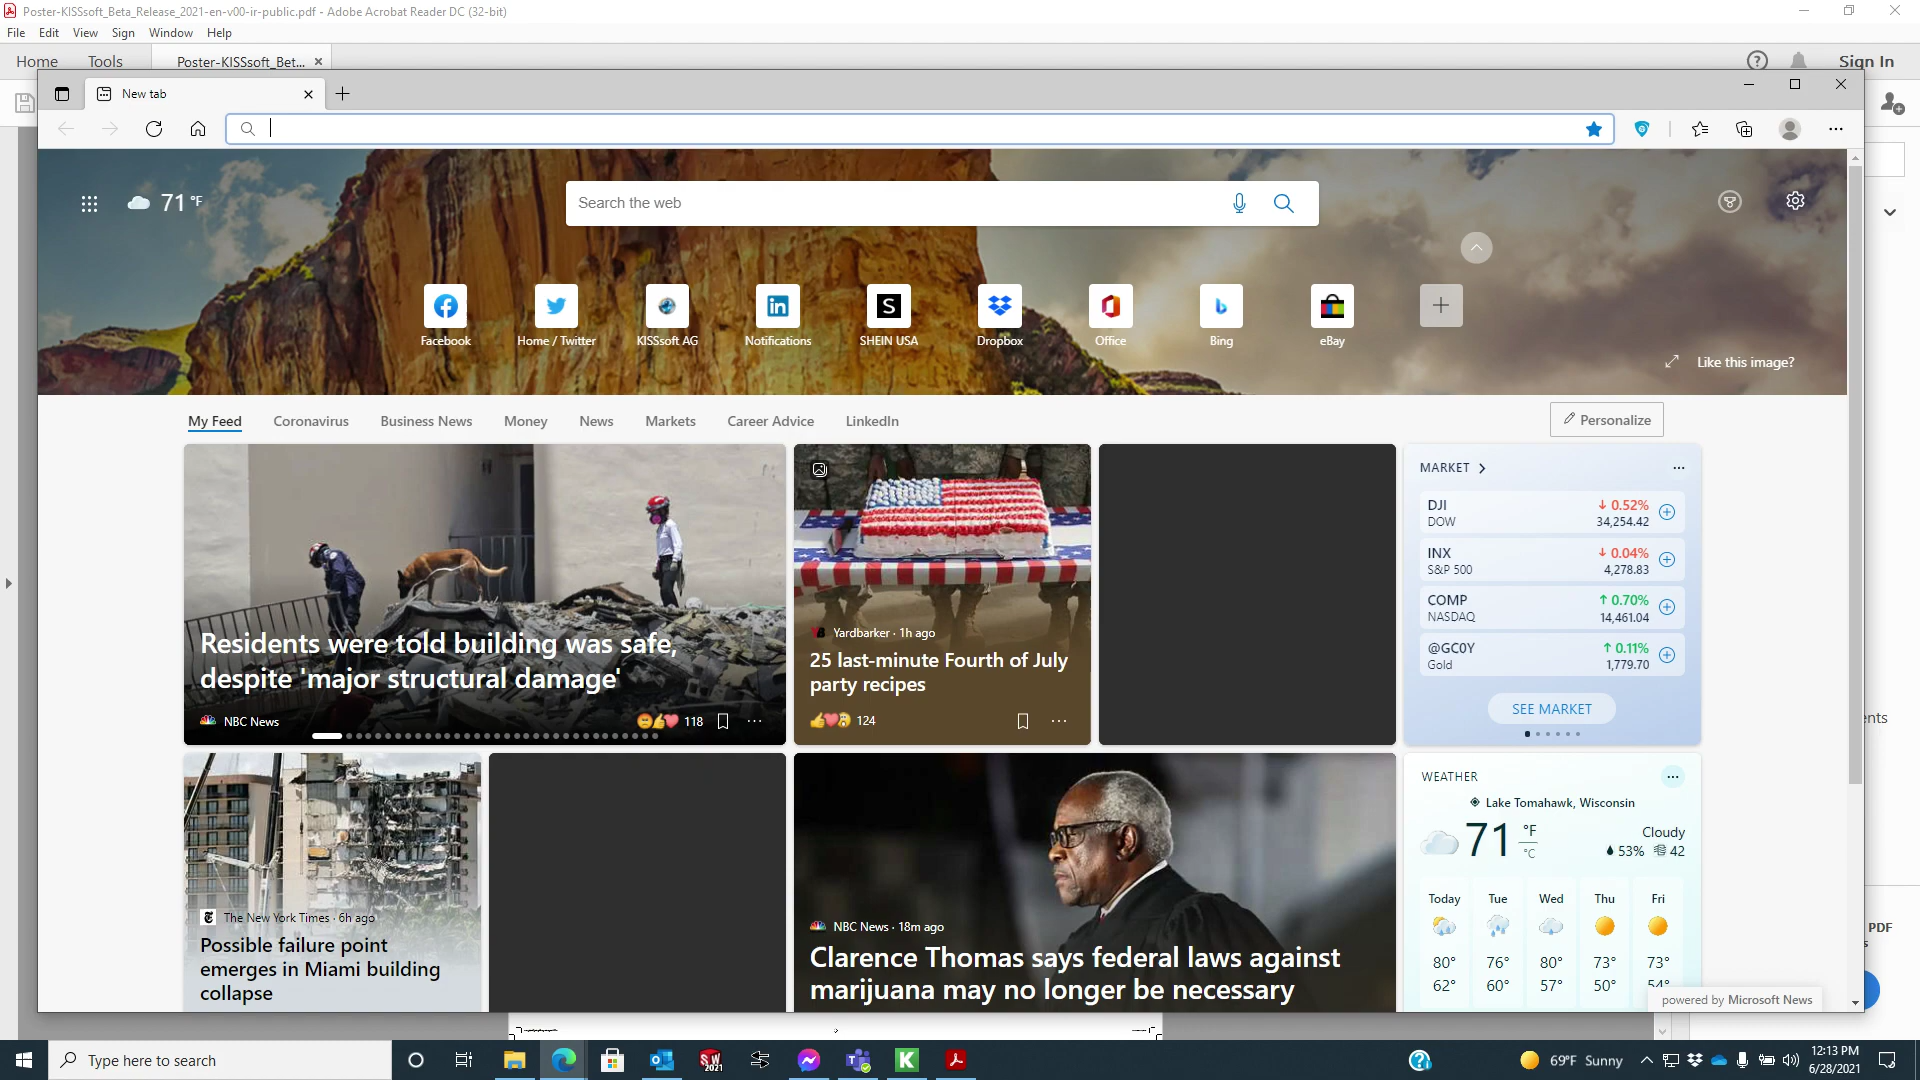 Poster-KISSsoft_Beta_Release_2021-en-v00-ir-public.pdf - Adobe Acrobat Reader DC (32-bit)
File Edit View Sign Window Help
Home Tools Poster-KISSsoft_Bet... Sign In
New tab
71 °F
Search the web
Facebook
Home / Twitter
KISSsoft AG
Notifications
SHEIN USA
Dropbox
Office
Bing
eBay
Like this image?
My Feed Coronavirus Business News Money News Markets Career Advice LinkedIn
Personalize
Residents were told building was safe,
despite 'major structural damage'
NBC News
118
Yardbarker · 1h ago
25 last-minute Fourth of July
party recipes
124
MARKET
DJI 0.52%
DOW 34,254.42
INX 0.04%
S&P 500 4,278.83
COMP 0.70%
NASDAQ 14,461.04
@GC0Y 0.11%
Gold 1,779.70
SEE MARKET
The New York Times · 6h ago
Possible failure point
emerges in Miami building
collapse
NBC News · 18m ago
Clarence Thomas says federal laws against
marijuana may no longer be necessary
WEATHER
Lake Tomahawk, Wisconsin
71 °F
°C
Cloudy
53% 42
Today Tue Wed Thu Fri
80° 76° 80° 73° 73°
62° 60° 57° 50° 54°
powered by Microsoft News
ents
PDF
s
Type here to search
SW
2021
69°F Sunny
12:13 PM
6/28/2021